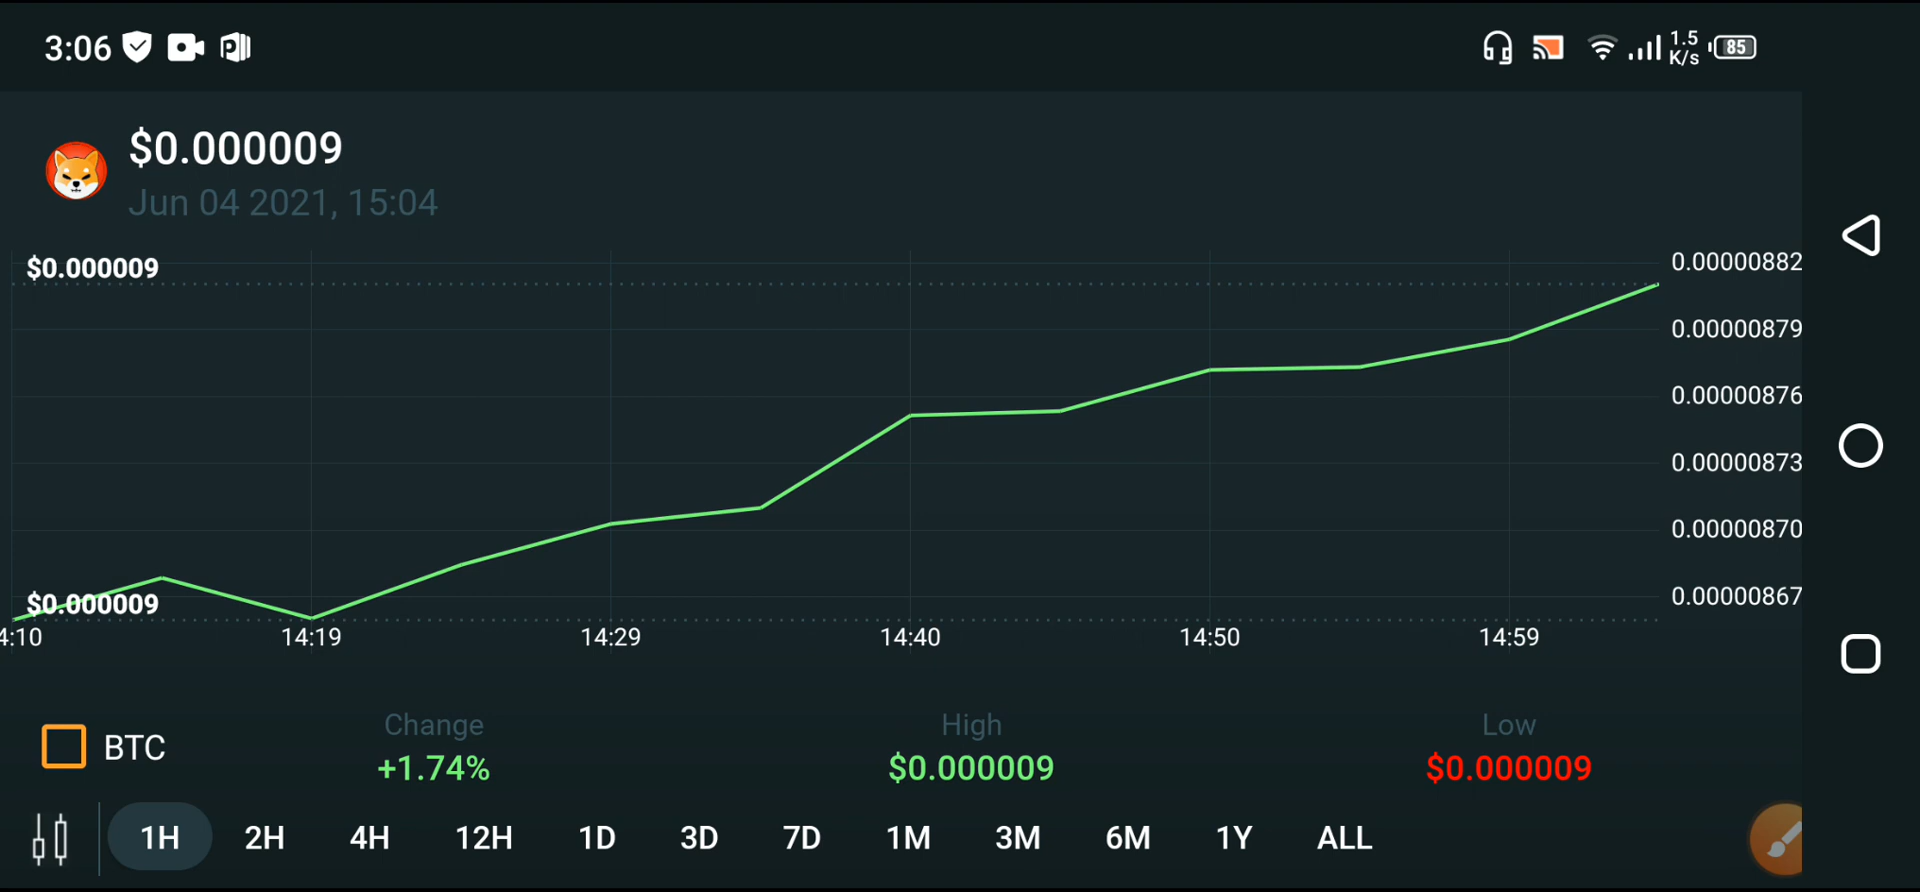 3:06
1.5
K/s
85
$0.000009
Jun 04 2021, 15:04
$0.000009
0.00000882
0.00000879
0.00000876
0.00000873
0.00000870
0.00000867
$0.000009
4:10 14:19 14:29 14:40 14:50 14:59
BTC
Change High Low
+1.74% $0.000009 $0.000009
1H 2H 4H 12H 1D 3D 7D 1M 3M 6M 1Y ALL